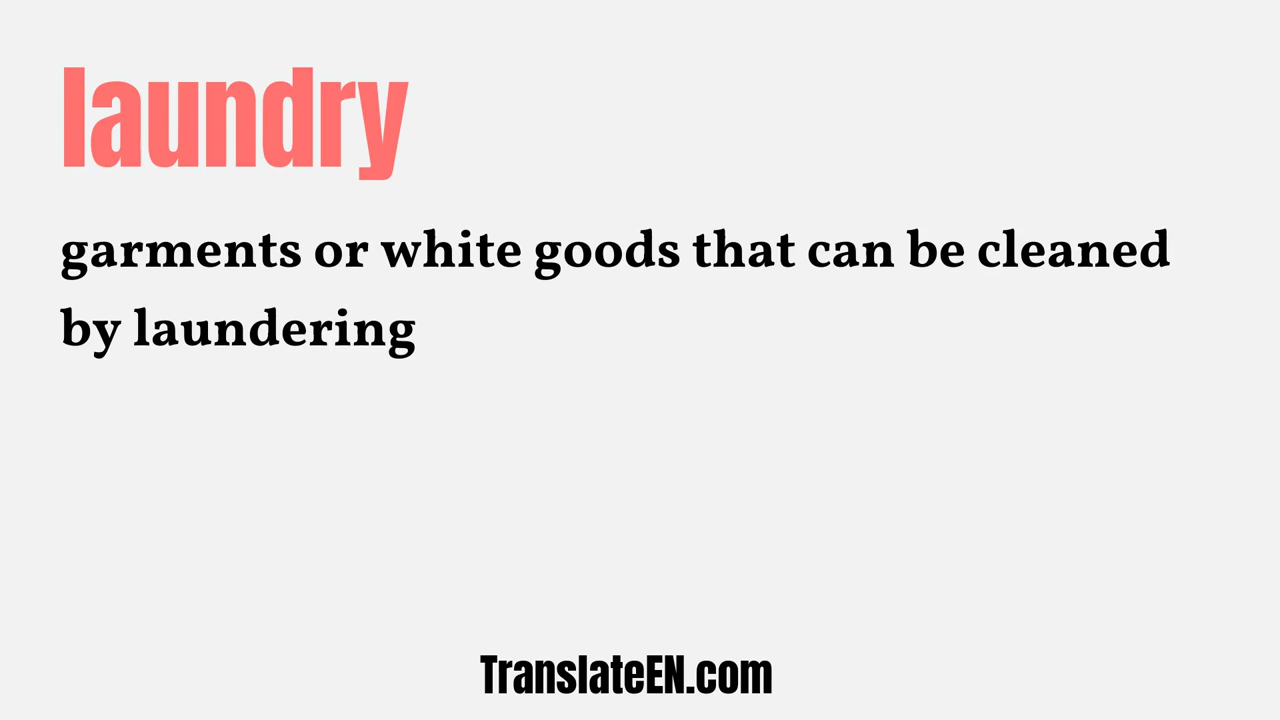 laundry
garments or white goods that can be cleaned
by laundering
TranslateEN.com